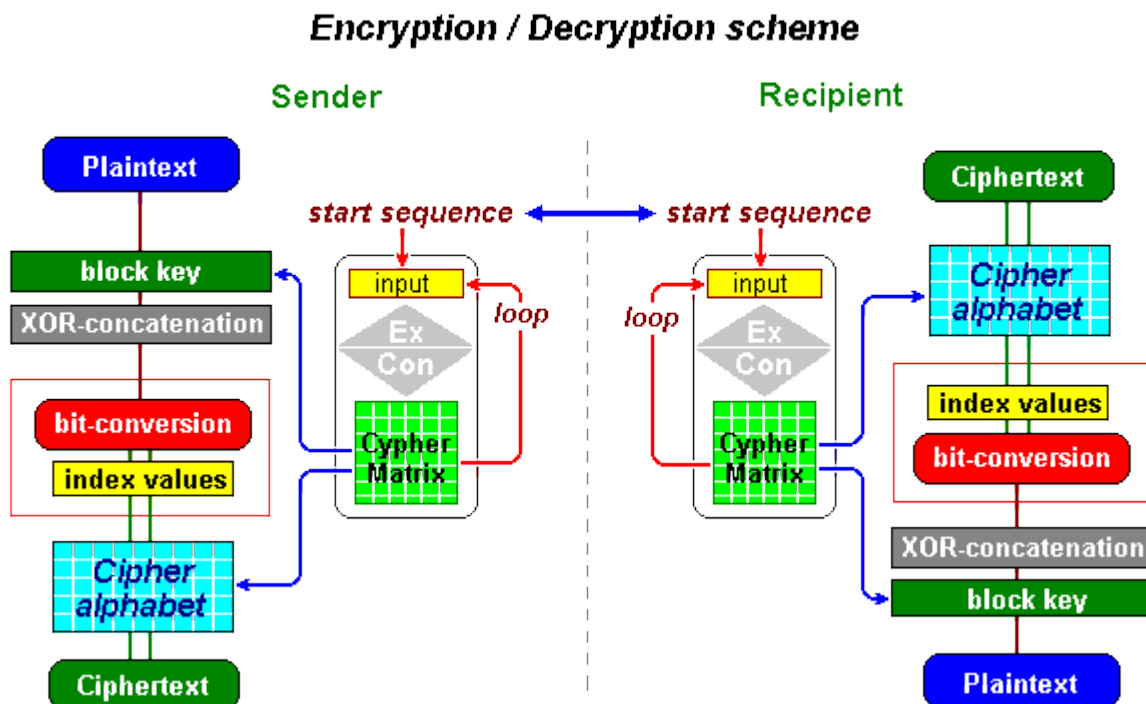 Encryption / Decryption scheme
Sender
Recipient
Plaintext
block key
XOR-concatenation
bit-conversion
index values
Cipher
alphabet
Ciphertext
start sequence
input
loop
Ex
Con
Cypher
Matrix
start sequence
input
loop
Ex
Con
Cypher
Matrix
Ciphertext
Cipher
alphabet
index values
bit-conversion
XOR-concatenation
block key
Plaintext